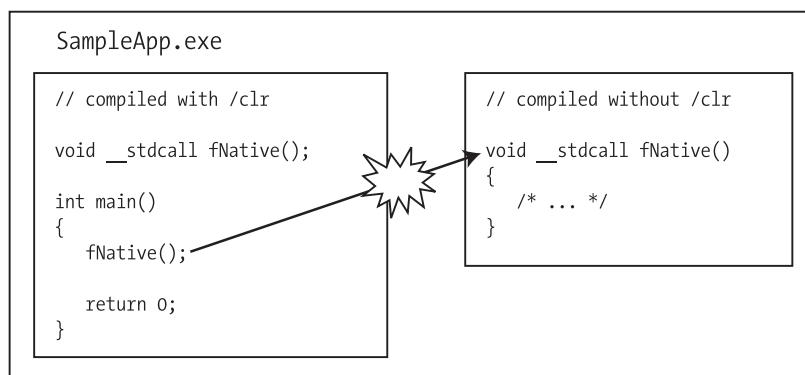 SampleApp.exe
// compiled with /clr
void __stdcall fNative();
int main()
{
fNative();
return 0;
}
// compiled without /clr
void __stdcall fNative()
{
/* ... */
}